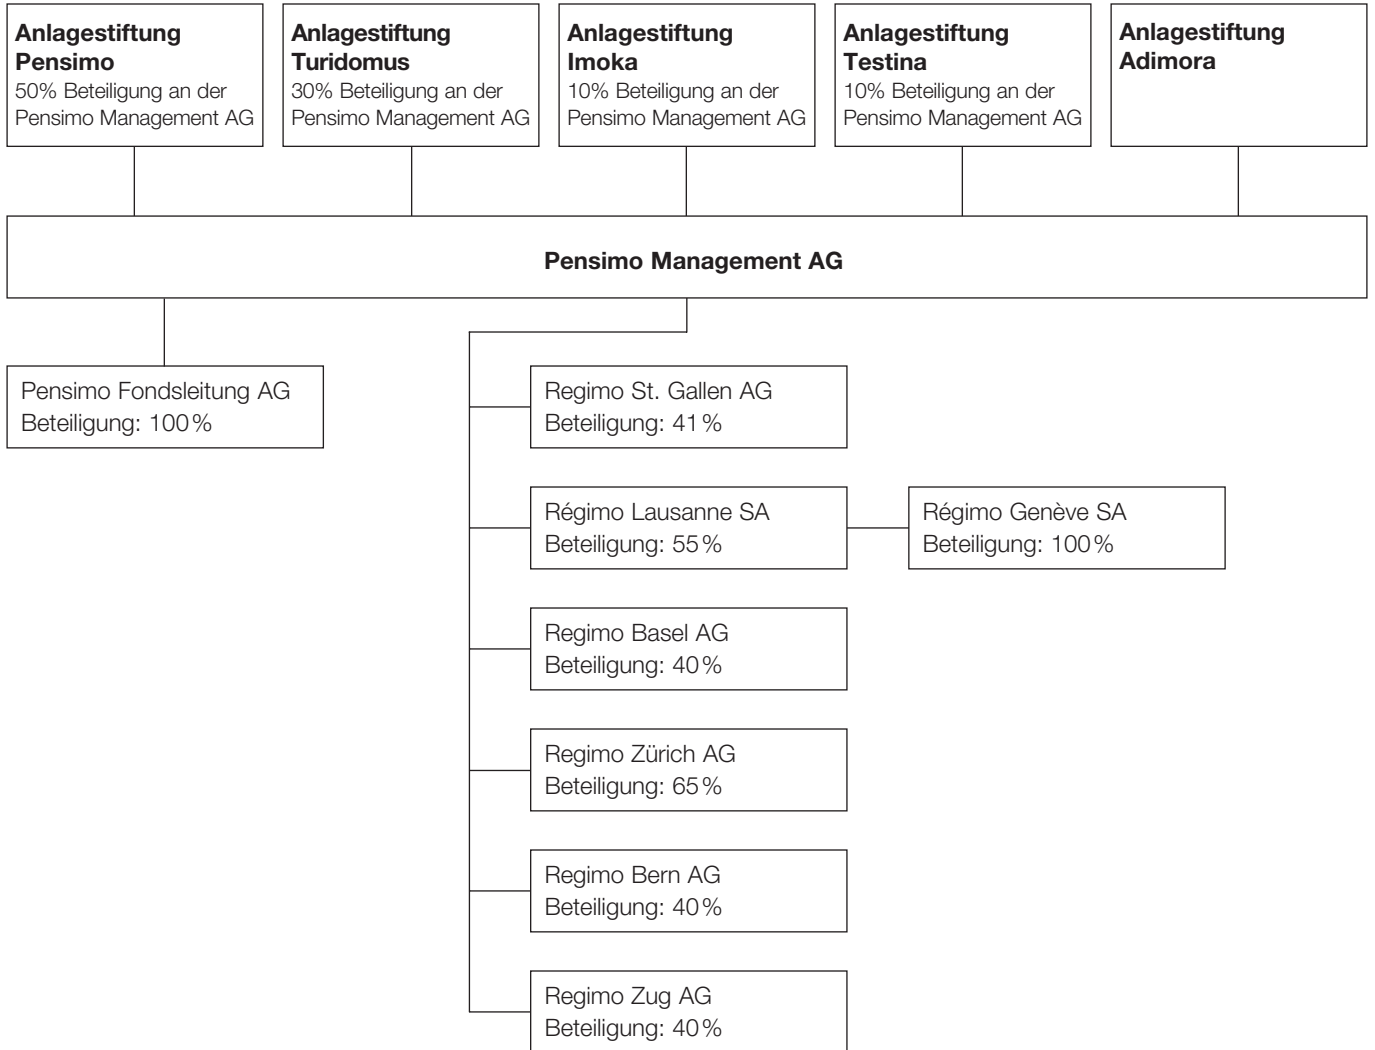 Anlagestiftung
Pensimo
50% Beteiligung an der
Pensimo Management AG
Anlagestiftung
Turidomus
30% Beteiligung an der
Pensimo Management AG
Anlagestiftung
Imoka
10% Beteiligung an der
Pensimo Management AG
Anlagestiftung
Testina
10% Beteiligung an der
Pensimo Management AG
Anlagestiftung
Adimora
Pensimo Management AG
Pensimo Fondsleitung AG
Beteiligung: 100%
Regimo St. Gallen AG
Beteiligung: 41%
Régimo Lausanne SA
Beteiligung: 55%
Régimo Genève SA
Beteiligung: 100%
Regimo Basel AG
Beteiligung: 40%
Regimo Zürich AG
Beteiligung: 65%
Regimo Bern AG
Beteiligung: 40%
Regimo Zug AG
Beteiligung: 40%